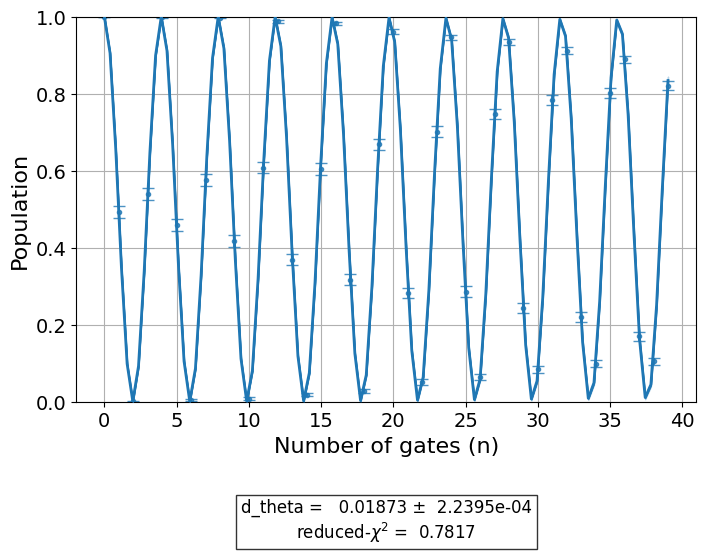 1.0
0.8
0.6
0.4
0.2
0.0
Population
0 5 10 15 20 25 30 35 40
Number of gates (n)
d_theta = 0.01873 ± 2.2395e-04
reduced-χ² = 0.7817